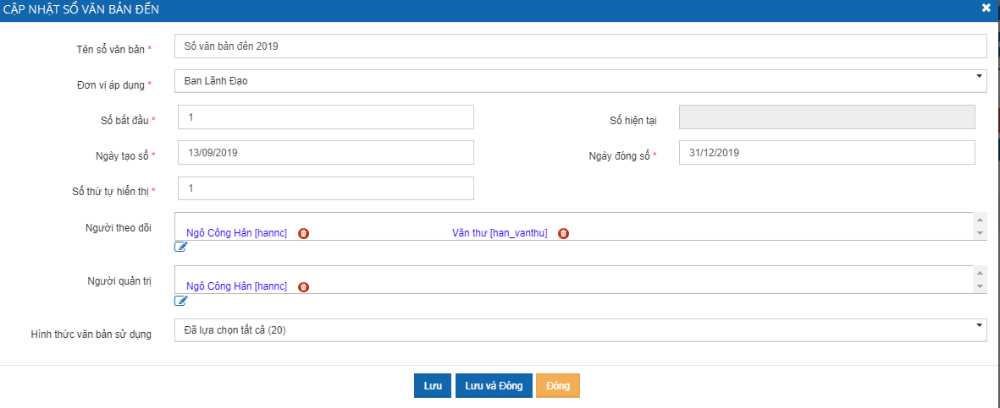 CẬP NHẬT SỔ VĂN BẢN ĐẾN
Tên sổ văn bản * Sổ văn bản đến 2019
Đơn vị áp dụng * Ban Lãnh Đạo
Số bắt đầu * 1 Số hiện tại
Ngày tạo sổ * 13/09/2019 Ngày đóng sổ * 31/12/2019
Số thứ tự hiển thị * 1
Người theo dõi Ngô Công Hân [hannc] Văn thư [han_vanthu]
Người quản trị Ngô Công Hân [hannc]
Hình thức văn bản sử dụng Đã lựa chọn tất cả (20)
Lưu Lưu và Đóng Đóng